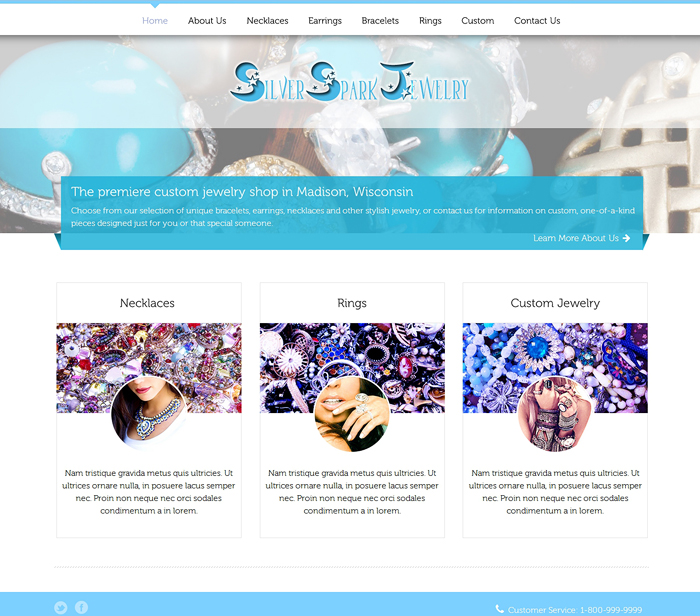 Home About Us Necklaces Earrings Bracelets Rings Custom Contact Us
Silver Spark Jewelry
The premiere custom jewelry shop in Madison, Wisconsin
Choose from our selection of unique bracelets, earrings, necklaces and other stylish jewelry, or contact us for information on custom, one-of-a-kind
pieces designed just for you or that special someone.
Learn More About Us
Necklaces
Nam tristique gravida metus quis ultricies. Ut
ultrices ornare nulla, in posuere lacus semper
nec. Proin non neque nec orci sodales
condimentum a in lorem.
Rings
Nam tristique gravida metus quis ultricies. Ut
ultrices ornare nulla, in posuere lacus semper
nec. Proin non neque nec orci sodales
condimentum a in lorem.
Custom Jewelry
Nam tristique gravida metus quis ultricies. Ut
ultrices ornare nulla, in posuere lacus semper
nec. Proin non neque nec orci sodales
condimentum a in lorem.
Customer Service: 1-800-999-9999